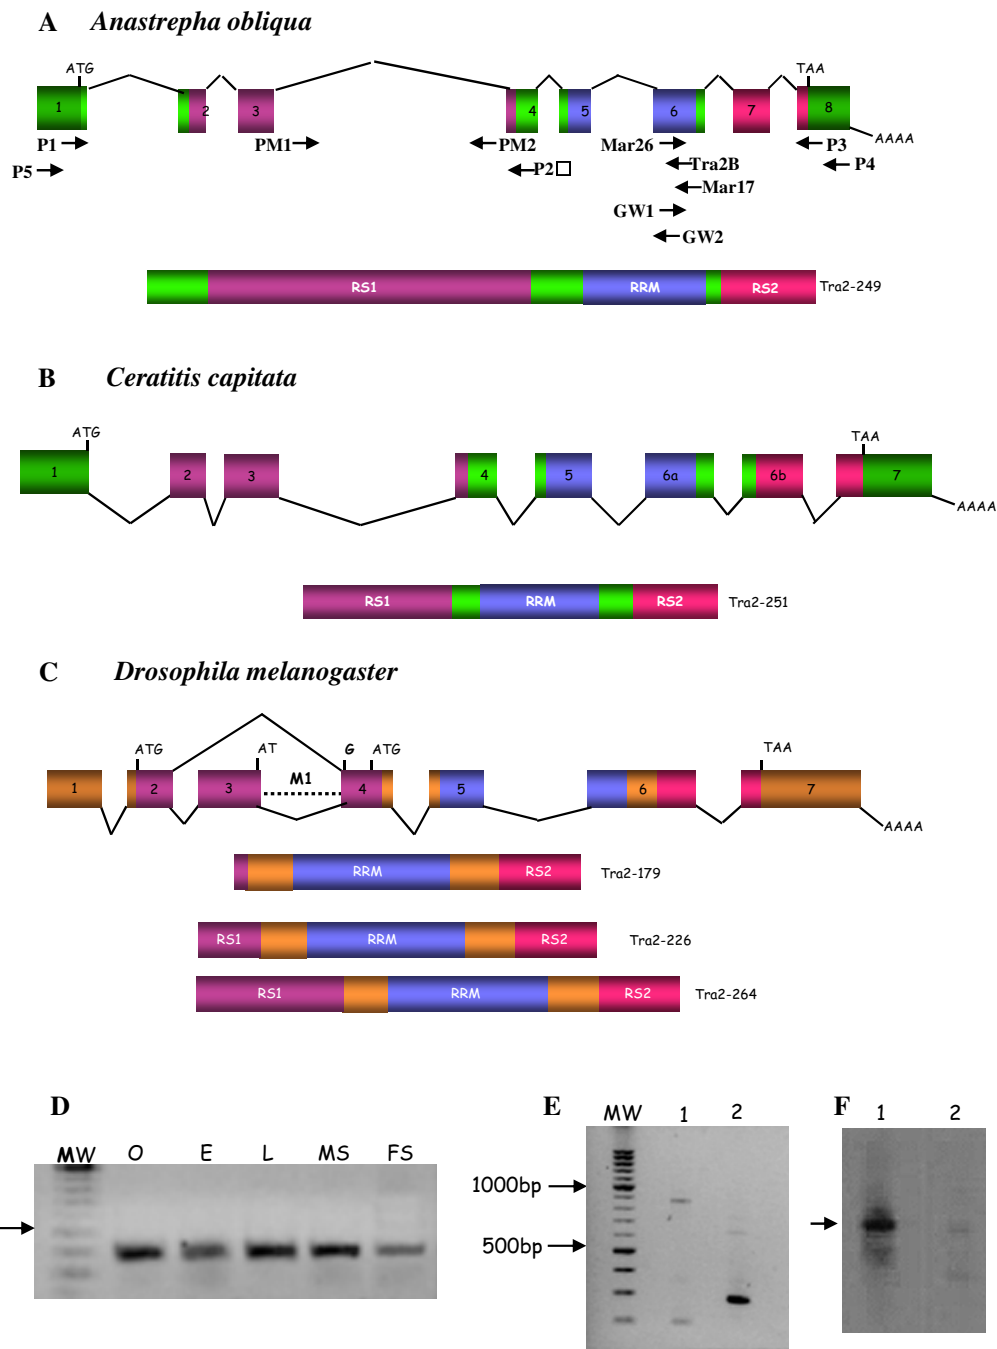 A Anastrepha obliqua
ATG TAA
1 2 3 4 5 6 7 8
AAAA
P1 PM1 PM2 Mar26 P3
P5 P2□ Tra2B P4
Mar17
GW1
GW2
RS1 RRM RS2 Tra2-249
B Ceratitis capitata
ATG TAA
1 2 3 4 5 6a 6b 7
AAAA
RS1 RRM RS2 Tra2-251
C Drosophila melanogaster
ATG AT G ATG TAA
M1
1 2 3 4 5 6 7
AAAA
RRM RS2 Tra2-179
RS1 RRM RS2 Tra2-226
RS1 RRM RS2 Tra2-264
D
MW O E L MS FS
E
MW 1 2
1000bp
500bp
F
1 2